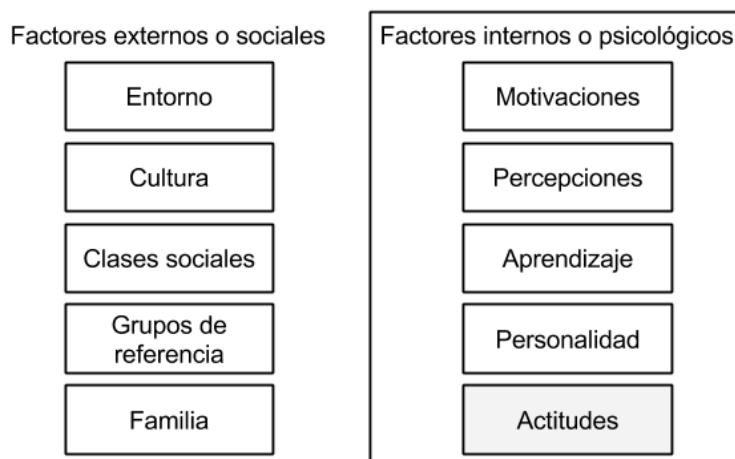 Factores externos o sociales
Entorno
Cultura
Clases sociales
Grupos de
referencia
Familia
Factores internos o psicológicos
Motivaciones
Percepciones
Aprendizaje
Personalidad
Actitudes